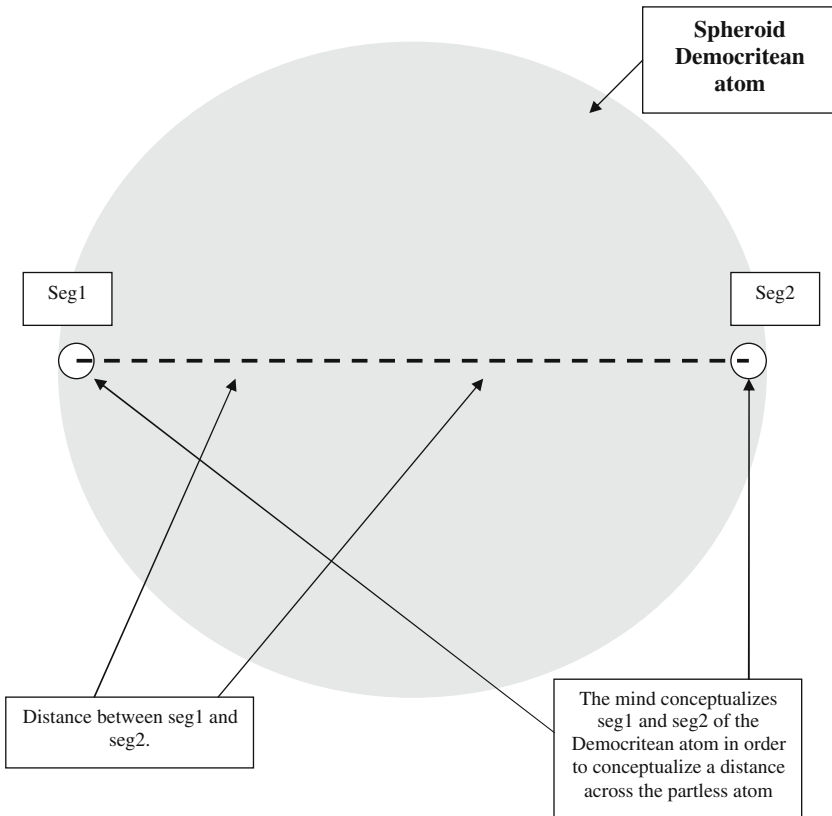 Spheroid
Democritean
atom
Seg1
Seg2
Distance between seg1 and
seg2.
The mind conceptualizes
seg1 and seg2 of the
Democritean atom in order
to conceptualize a distance
across the partless atom